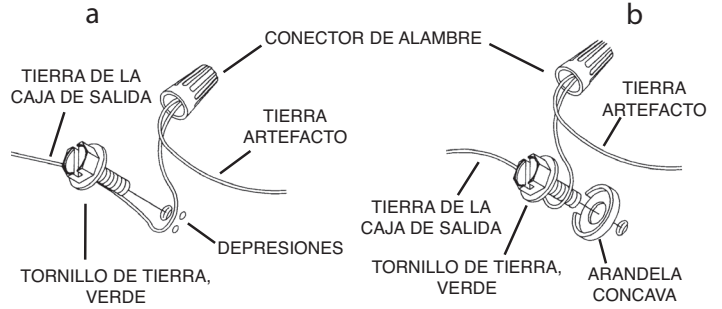 a
b
CONECTOR DE ALAMBRE
TIERRA DE LA
CAJA DE SALIDA
TIERRA
ARTEFACTO
DEPRESIONES
TORNILLO DE TIERRA,
VERDE
TIERRA
ARTEFACTO
TIERRA DE LA
CAJA DE SALIDA
TORNILLO DE TIERRA,
VERDE
ARANDELA
CONCAVA